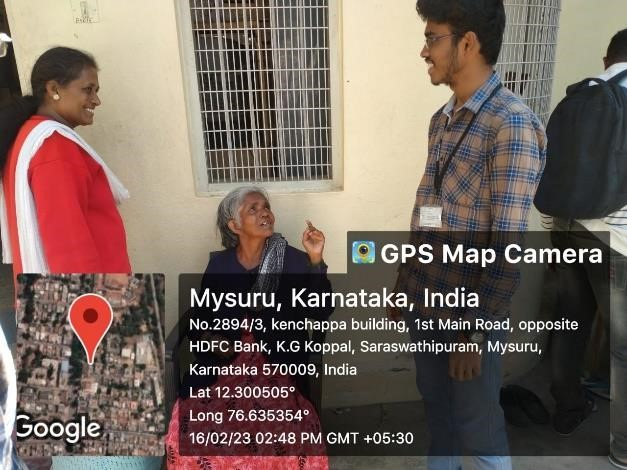 GPS Map Camera
Mysuru, Karnataka, India
No.2894/3, kenchappa building, 1st Main Road, opposite
HDFC Bank, K.G Koppal, Saraswathipuram, Mysuru,
Karnataka 570009, India
Lat 12.300505°
Long 76.635354°
16/02/23 02:48 PM GMT +05:30
Google